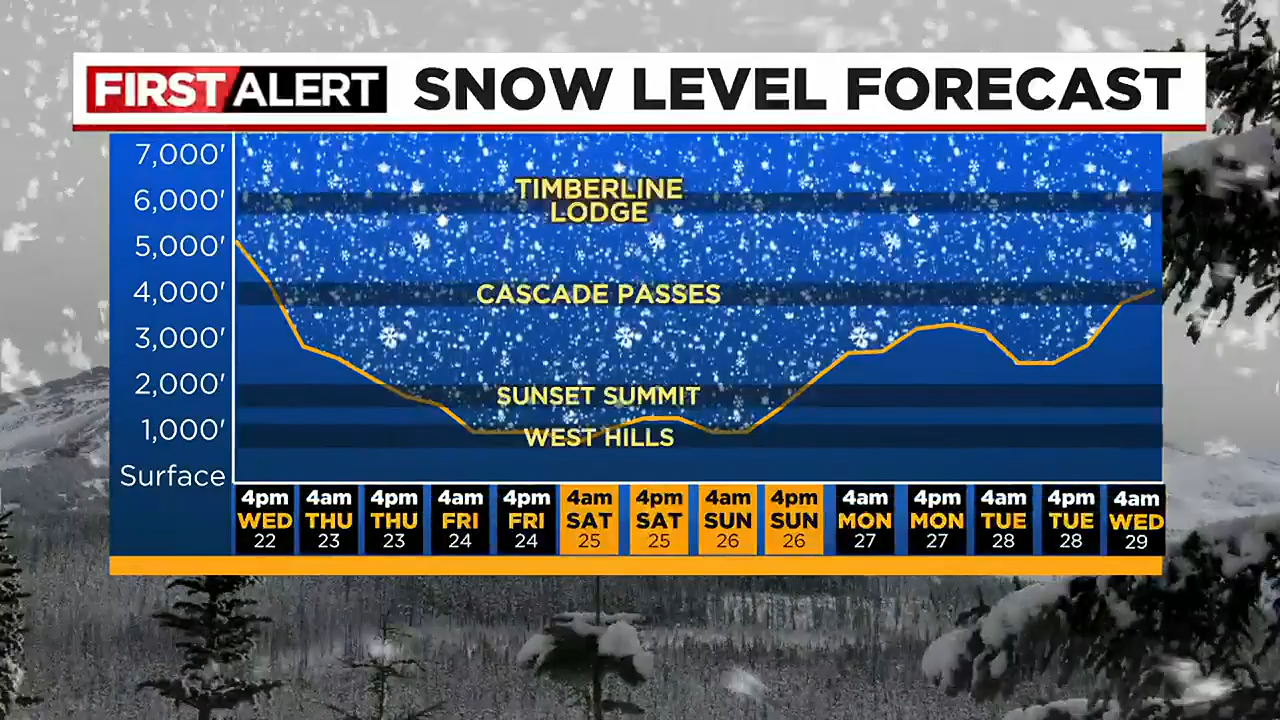 FIRST ALERT SNOW LEVEL FORECAST
7,000'
6,000'
5,000'
4,000'
3,000'
2,000'
1,000'
Surface
TIMBERLINE
LODGE
CASCADE PASSES
SUNSET SUMMIT
WEST HILLS
4pm 4am 4pm 4am 4pm 4am 4pm 4am 4pm 4am 4pm 4am 4pm 4am
WED THU THU FRI FRI SAT SAT SUN SUN MON MON TUE TUE WED
22 23 23 24 24 25 25 26 26 27 27 28 28 29